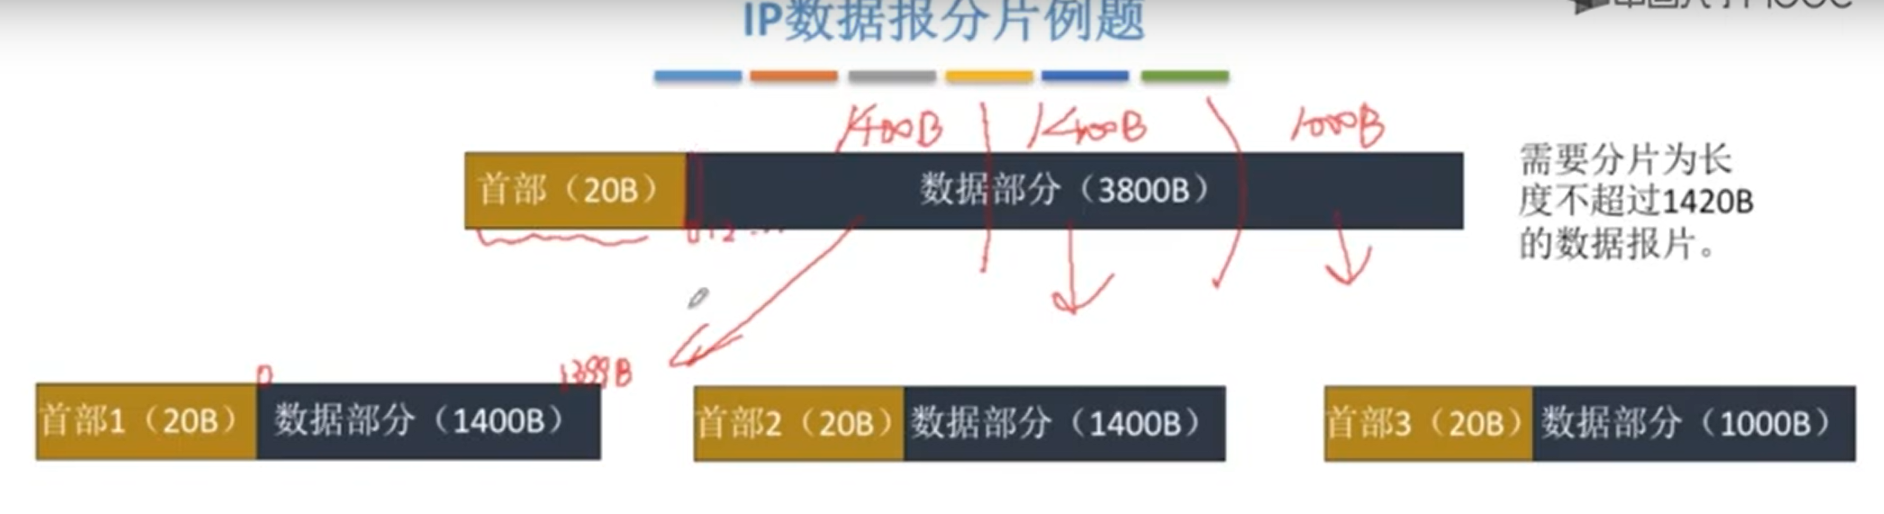 IP数据报分片例题
1400B 1400B 1000B
首部（20B） 数据部分（3800B）
需要分片为长
度不超过1420B
的数据报片。
012...
0 1399B
首部1（20B） 数据部分（1400B） 首部2（20B） 数据部分（1400B） 首部3（20B） 数据部分（1000B）